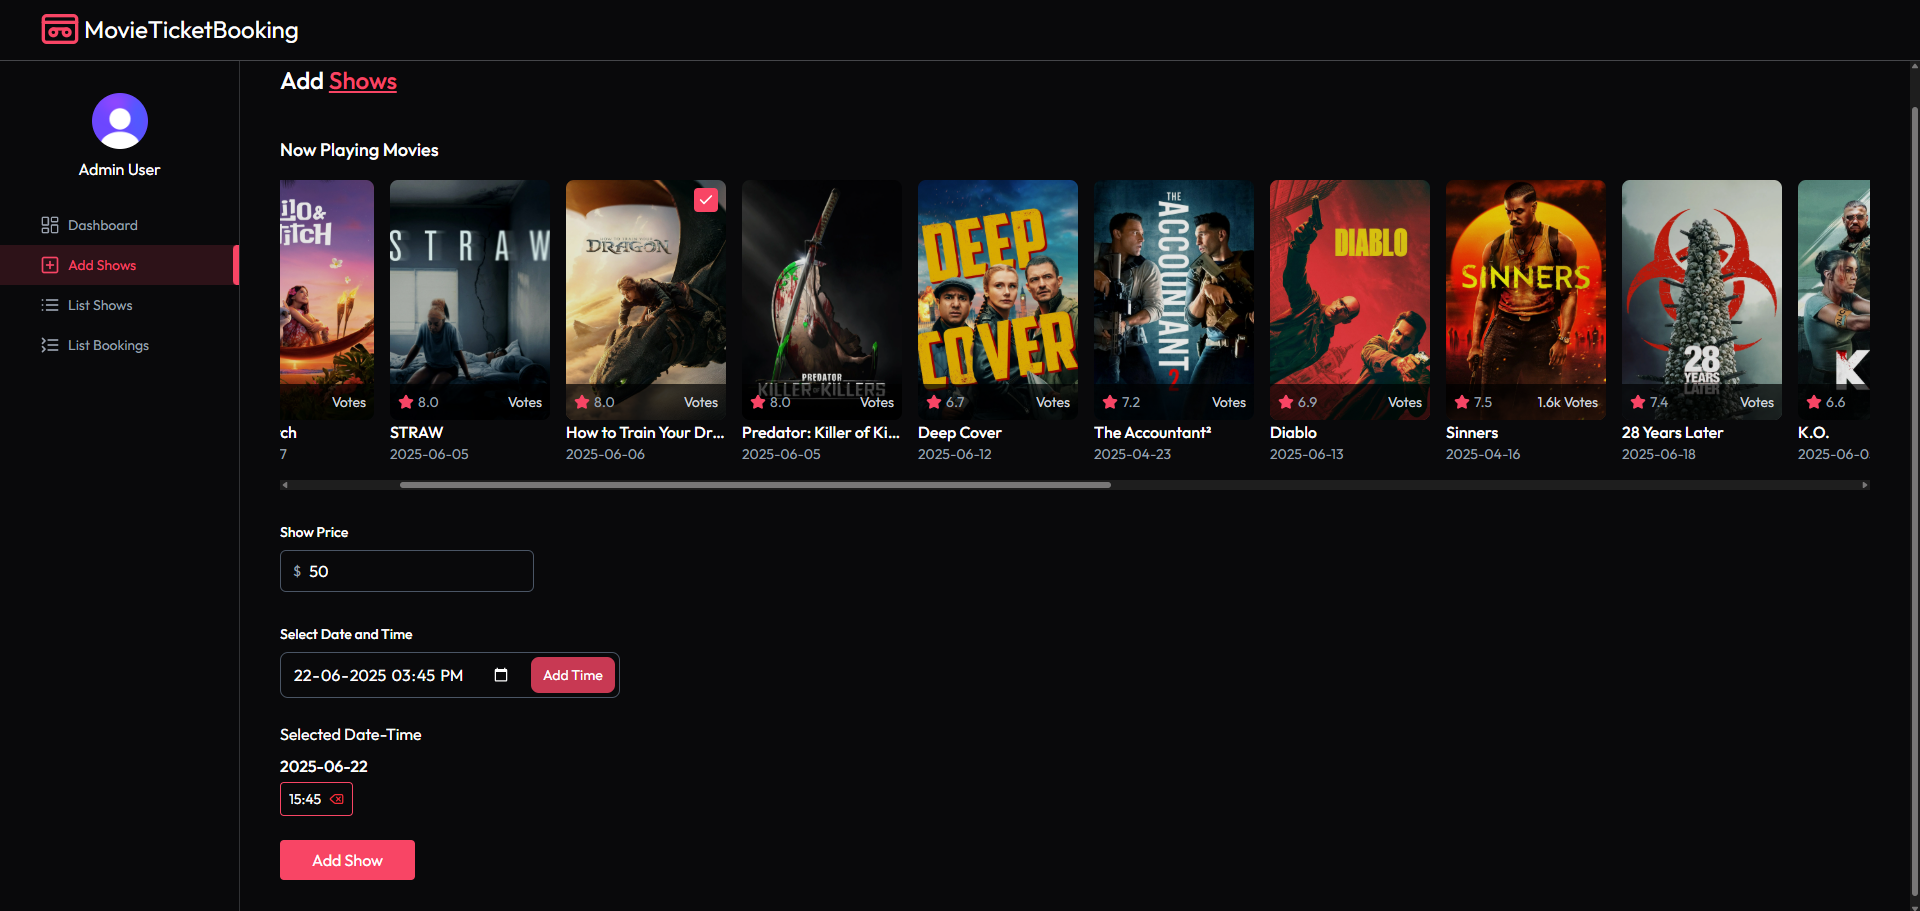 MovieTicketBooking
Admin User
Dashboard
Add Shows
List Shows
List Bookings
Add Shows
Now Playing Movies
ilo &
titch
STRAW
HOW TO TRAIN YOUR
DRAGON
PREDATOR
KILLER OF KILLERS
DEEP
COVER
THE
ACCOUNTANT
2
DIABLO
SINNERS
28
YEARS
LATER
K
Votes
8.0 Votes
8.0 Votes
8.0 Votes
6.7 Votes
7.2 Votes
6.9 Votes
7.5 1.6k Votes
7.4 Votes
6.6
ch
STRAW
How to Train Your Dr...
Predator: Killer of Ki...
Deep Cover
The Accountant²
Diablo
Sinners
28 Years Later
K.O.
7
2025-06-05
2025-06-06
2025-06-05
2025-06-12
2025-04-23
2025-06-13
2025-04-16
2025-06-18
2025-06-0
Show Price
$ 50
Select Date and Time
22-06-2025 03:45 PM
Add Time
Selected Date-Time
2025-06-22
15:45
Add Show